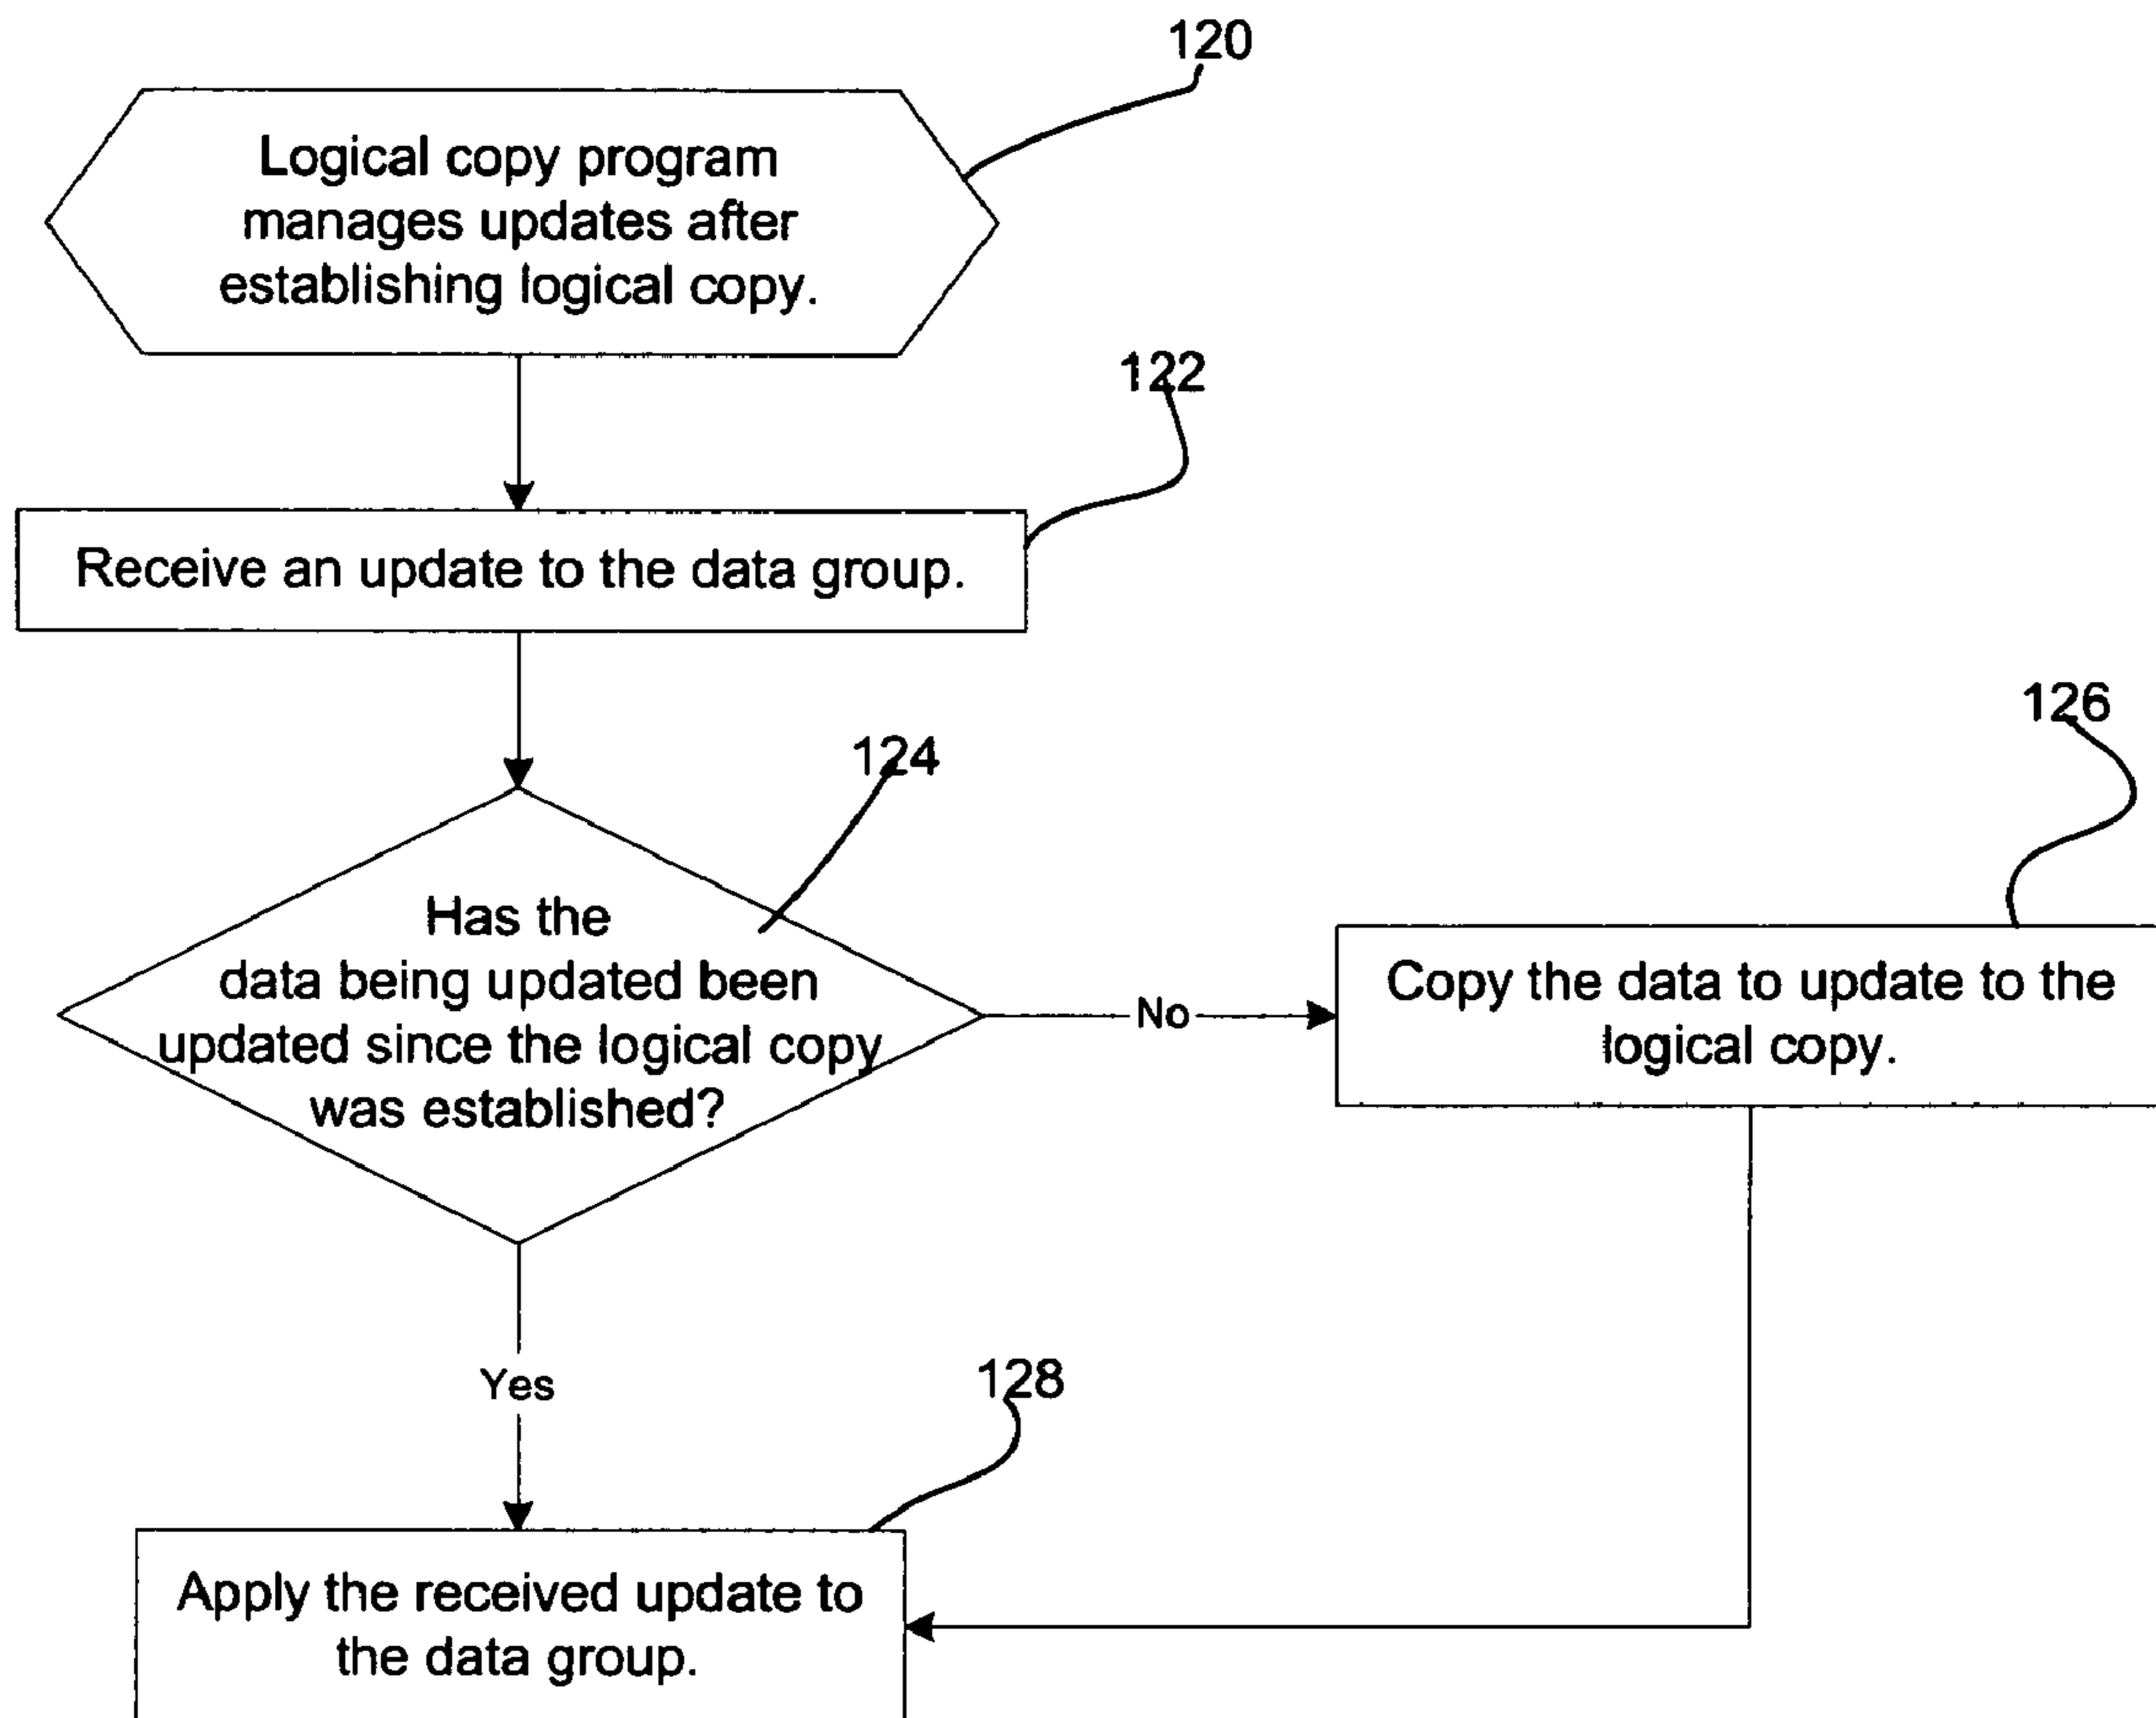 120
Logical copy program
manages updates after
establishing logical copy.
122
Receive an update to the data group.
124
126
Has the
data being updated been
updated since the logical copy
was established?
No
Copy the data to update to the
logical copy.
Yes
128
Apply the received update to
the data group.